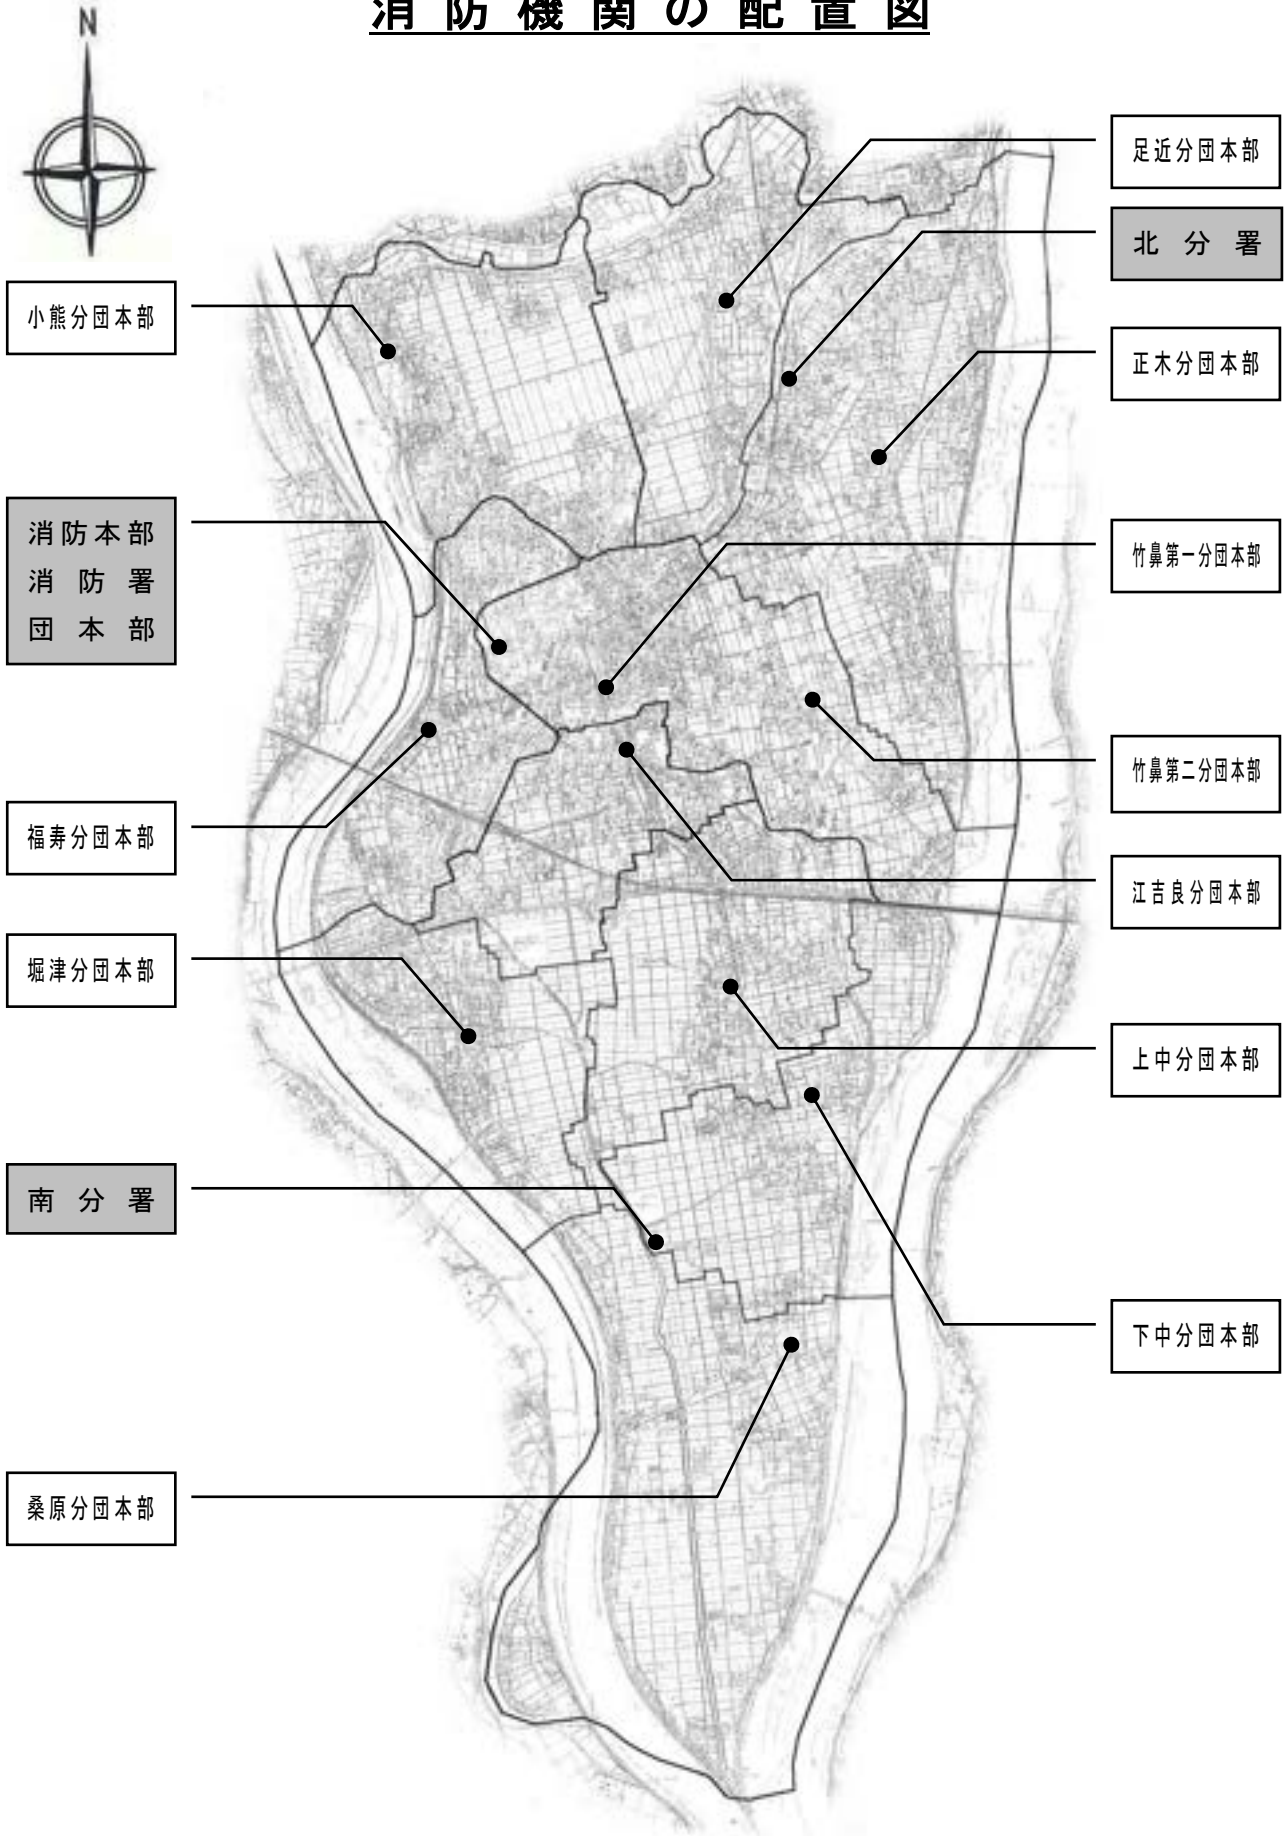 消防機関の配置図
N
足近分団本部
北分署
小熊分団本部
正木分団本部
消防本部
消防署
団本部
竹鼻第一分団本部
竹鼻第二分団本部
福寿分団本部
江吉良分団本部
堀津分団本部
上中分団本部
南分署
下中分団本部
桑原分団本部